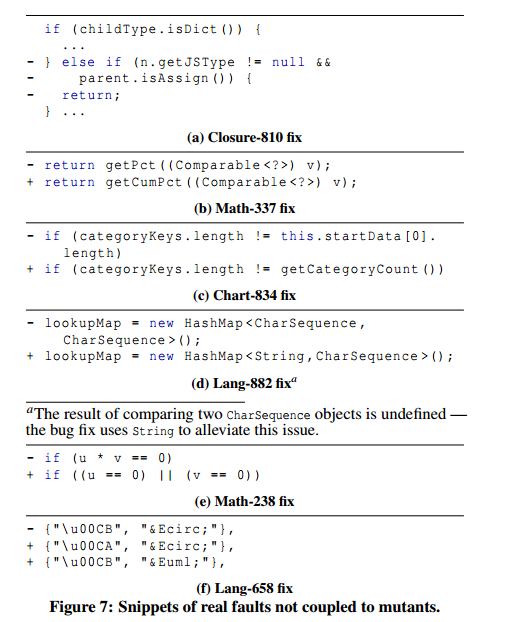 if (childType.isDict()) {
...
- } else if (n.getJSType != null &&
- parent.isAssign()) {
- return;
} ...
(a) Closure-810 fix
- return getPct((Comparable<?>) v);
+ return getCumPct((Comparable<?>) v);
(b) Math-337 fix
- if (categoryKeys.length != this.startData[0].
length)
+ if (categoryKeys.length != getCategoryCount())
(c) Chart-834 fix
- lookupMap = new HashMap<CharSequence,
CharSequence>();
+ lookupMap = new HashMap<String,CharSequence>();
(d) Lang-882 fixa
aThe result of comparing two CharSequence objects is undefined —
the bug fix uses String to alleviate this issue.
- if (u * v == 0)
+ if ((u == 0) || (v == 0))
(e) Math-238 fix
- {"\u00CB", "&Ecirc;"},
+ {"\u00CA", "&Ecirc;"},
+ {"\u00CB", "&Euml;"},
(f) Lang-658 fix
Figure 7: Snippets of real faults not coupled to mutants.